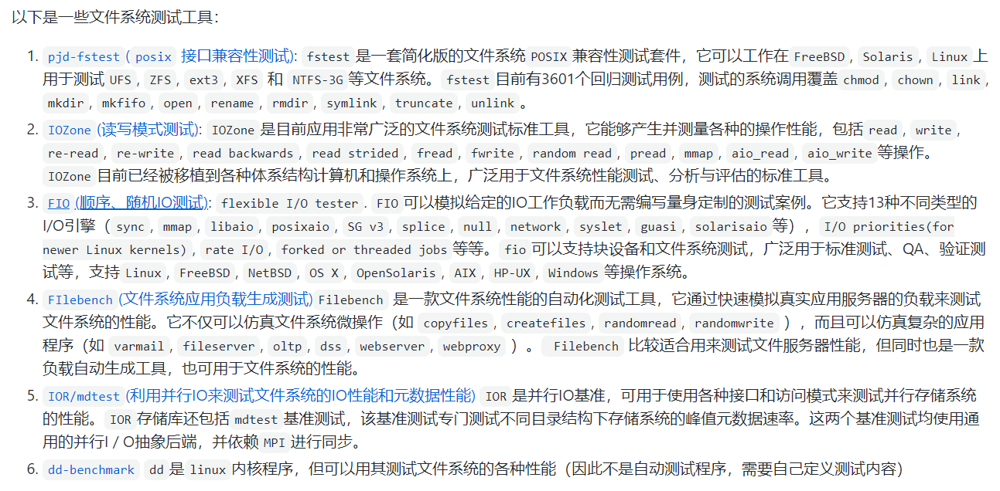 以下是一些文件系统测试工具：
1. pjd-fstest ( posix 接口兼容性测试): fstest 是一套简化版的文件系统 POSIX 兼容性测试套件，它可以工作在 FreeBSD , Solaris , Linux 上
用于测试 UFS , ZFS , ext3 , XFS 和 NTFS-3G 等文件系统。 fstest 目前有3601个回归测试用例，测试的系统调用覆盖 chmod , chown , link ,
mkdir , mkfifo , open , rename , rmdir , symlink , truncate , unlink 。
2. IOZone (读写模式测试): IOZone 是目前应用非常广泛的文件系统测试标准工具，它能够产生并测量各种的操作性能，包括 read , write ,
re-read , re-write , read backwards , read strided , fread , fwrite , random read , pread , mmap , aio_read , aio_write 等操作。
IOZone 目前已经被移植到各种体系结构计算机和操作系统上，广泛用于文件系统性能测试、分析与评估的标准工具。
3. FIO (顺序、随机IO测试): flexible I/O tester . FIO 可以模拟给定的IO工作负载而无需编写量身定制的测试案例。它支持13种不同类型的
I/O引擎（ sync , mmap , libaio , posixaio , SG v3 , splice , null , network , syslet , guasi , solarisaio 等），I/O priorities(for
newer Linux kernels) , rate I/O , forked or threaded jobs 等等。 fio 可以支持块设备和文件系统测试，广泛用于标准测试、QA、验证测
试等，支持 Linux , FreeBSD , NetBSD , OS X , OpenSolaris , AIX , HP-UX , Windows 等操作系统。
4. FIlebench (文件系统应用负载生成测试) Filebench 是一款文件系统性能的自动化测试工具，它通过快速模拟真实应用服务器的负载来测试
文件系统的性能。它不仅可以仿真文件系统微操作（如 copyfiles , createfiles , randomread , randomwrite ），而且可以仿真复杂的应用
程序（如 varmail , fileserver , oltp , dss , webserver , webproxy ）。 Filebench 比较适合用来测试文件服务器性能，但同时也是一款
负载自动生成工具，也可用于文件系统的性能。
5. IOR/mdtest (利用并行IO来测试文件系统的IO性能和元数据性能) IOR 是并行IO基准，可用于使用各种接口和访问模式来测试并行存储系统
的性能。 IOR 存储库还包括 mdtest 基准测试，该基准测试专门测试不同目录结构下存储系统的峰值元数据速率。这两个基准测试均使用通
用的并行I / O抽象后端，并依赖 MPI 进行同步。
6. dd-benchmark dd 是 linux 内核程序，但可以用其测试文件系统的各种性能（因此不是自动测试程序，需要自己定义测试内容）